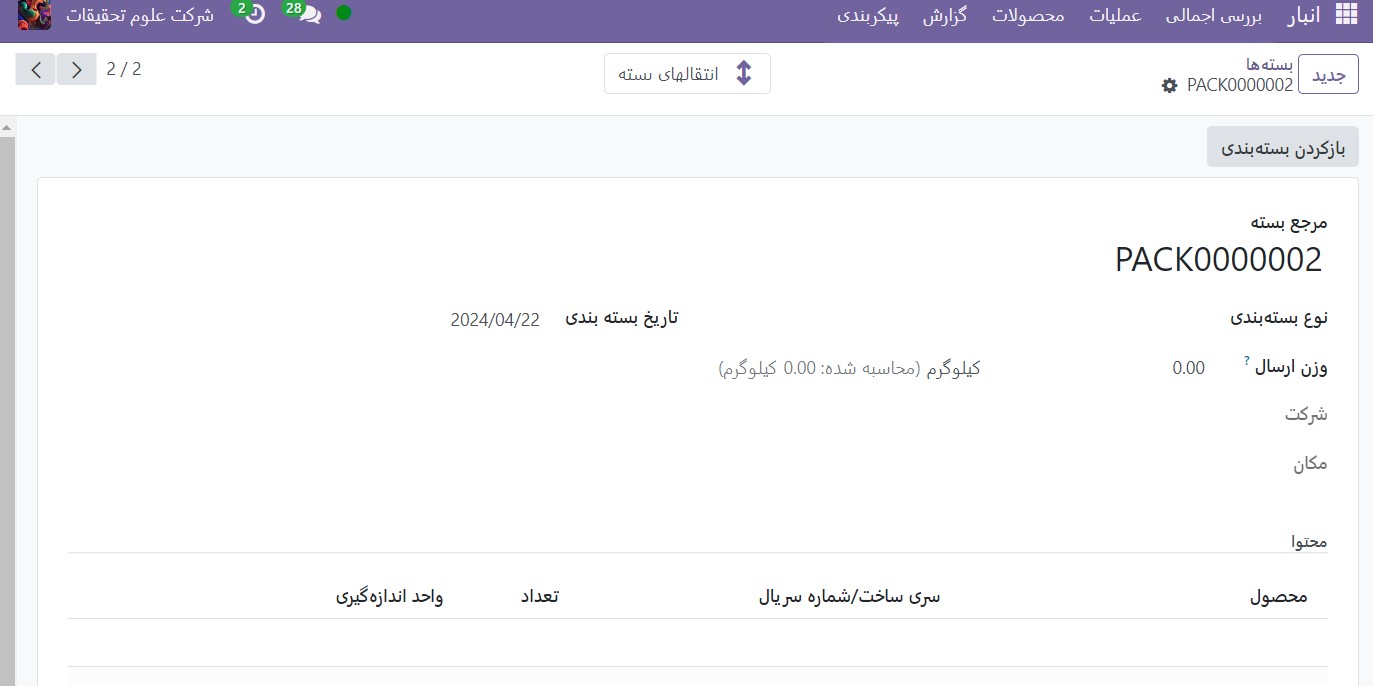 انبار بررسی اجمالی عملیات محصولات گزارش پیکربندی 28 2 شرکت علوم تحقیقات
جدید بسته‌ها انتقالهای بسته 2 / 2
PACK0000002
بازکردن بسته‌بندی
مرجع بسته
PACK0000002
نوع بسته‌بندی تاریخ بسته بندی 2024/04/22
وزن ارسال ? 0.00 کیلوگرم (محاسبه شده: 0.00 کیلوگرم)
شرکت
مکان
محتوا
محصول سری ساخت/شماره سریال تعداد واحد اندازه‌گیری